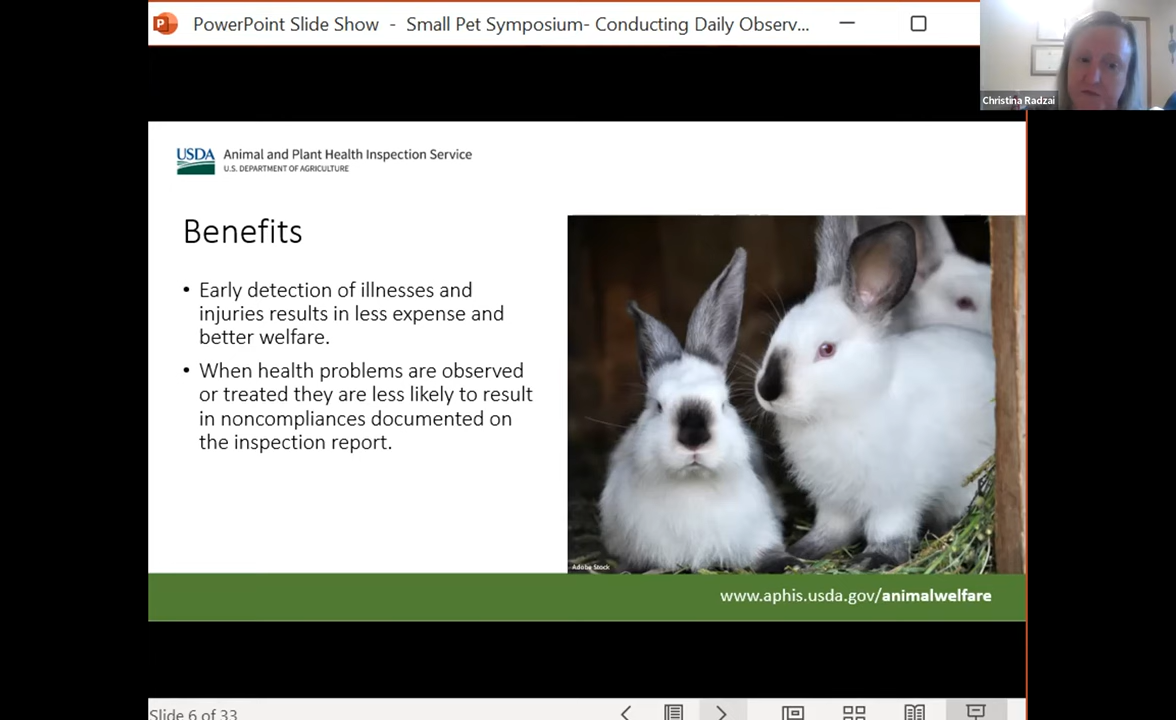 PowerPoint Slide Show - Small Pet Symposium- Conducting Daily Observ...
Christina Radzai
USDA Animal and Plant Health Inspection Service
U.S. DEPARTMENT OF AGRICULTURE
Benefits
• Early detection of illnesses and
injuries results in less expense and
better welfare.
• When health problems are observed
or treated they are less likely to result
in noncompliances documented on
the inspection report.
Adobe Stock
www.aphis.usda.gov/animalwelfare
Slide 6 of 33